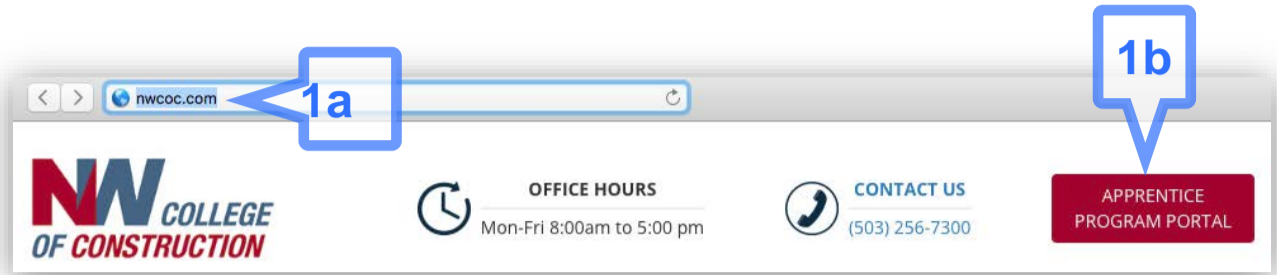 1b
nwcoc.com
1a
NW COLLEGE
OF CONSTRUCTION
OFFICE HOURS
Mon-Fri 8:00am to 5:00 pm
CONTACT US
(503) 256-7300
APPRENTICE
PROGRAM PORTAL